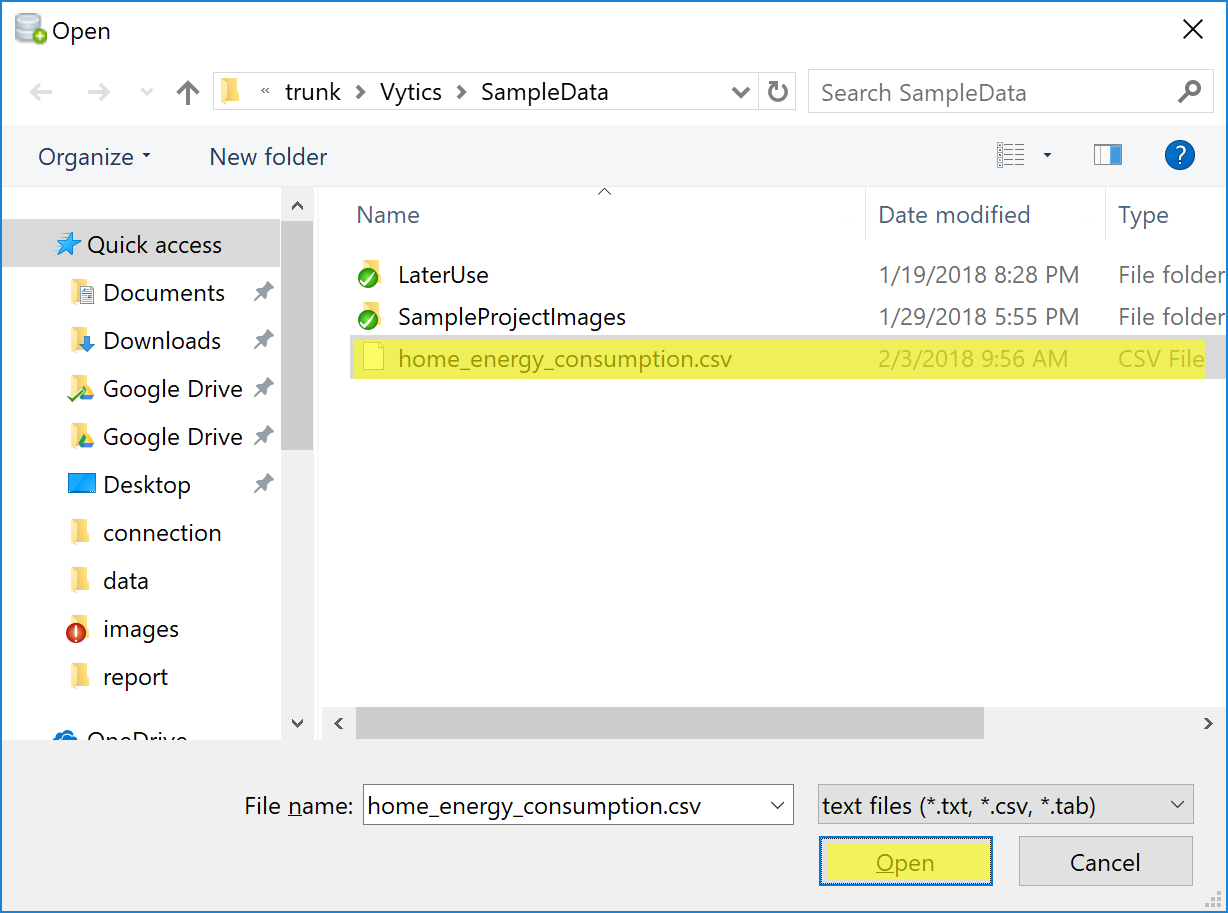 Open
« trunk > Vytics > SampleData
Search SampleData
Organize New folder
?
Name Date modified Type
Quick access
Documents
Downloads
Google Drive
Google Drive
Desktop
connection
data
images
report
OneDrive
LaterUse 1/19/2018 8:28 PM File folder
SampleProjectImages 1/29/2018 5:55 PM File folder
home_energy_consumption.csv 2/3/2018 9:56 AM CSV File
File name: home_energy_consumption.csv text files (*.txt, *.csv, *.tab)
Open Cancel